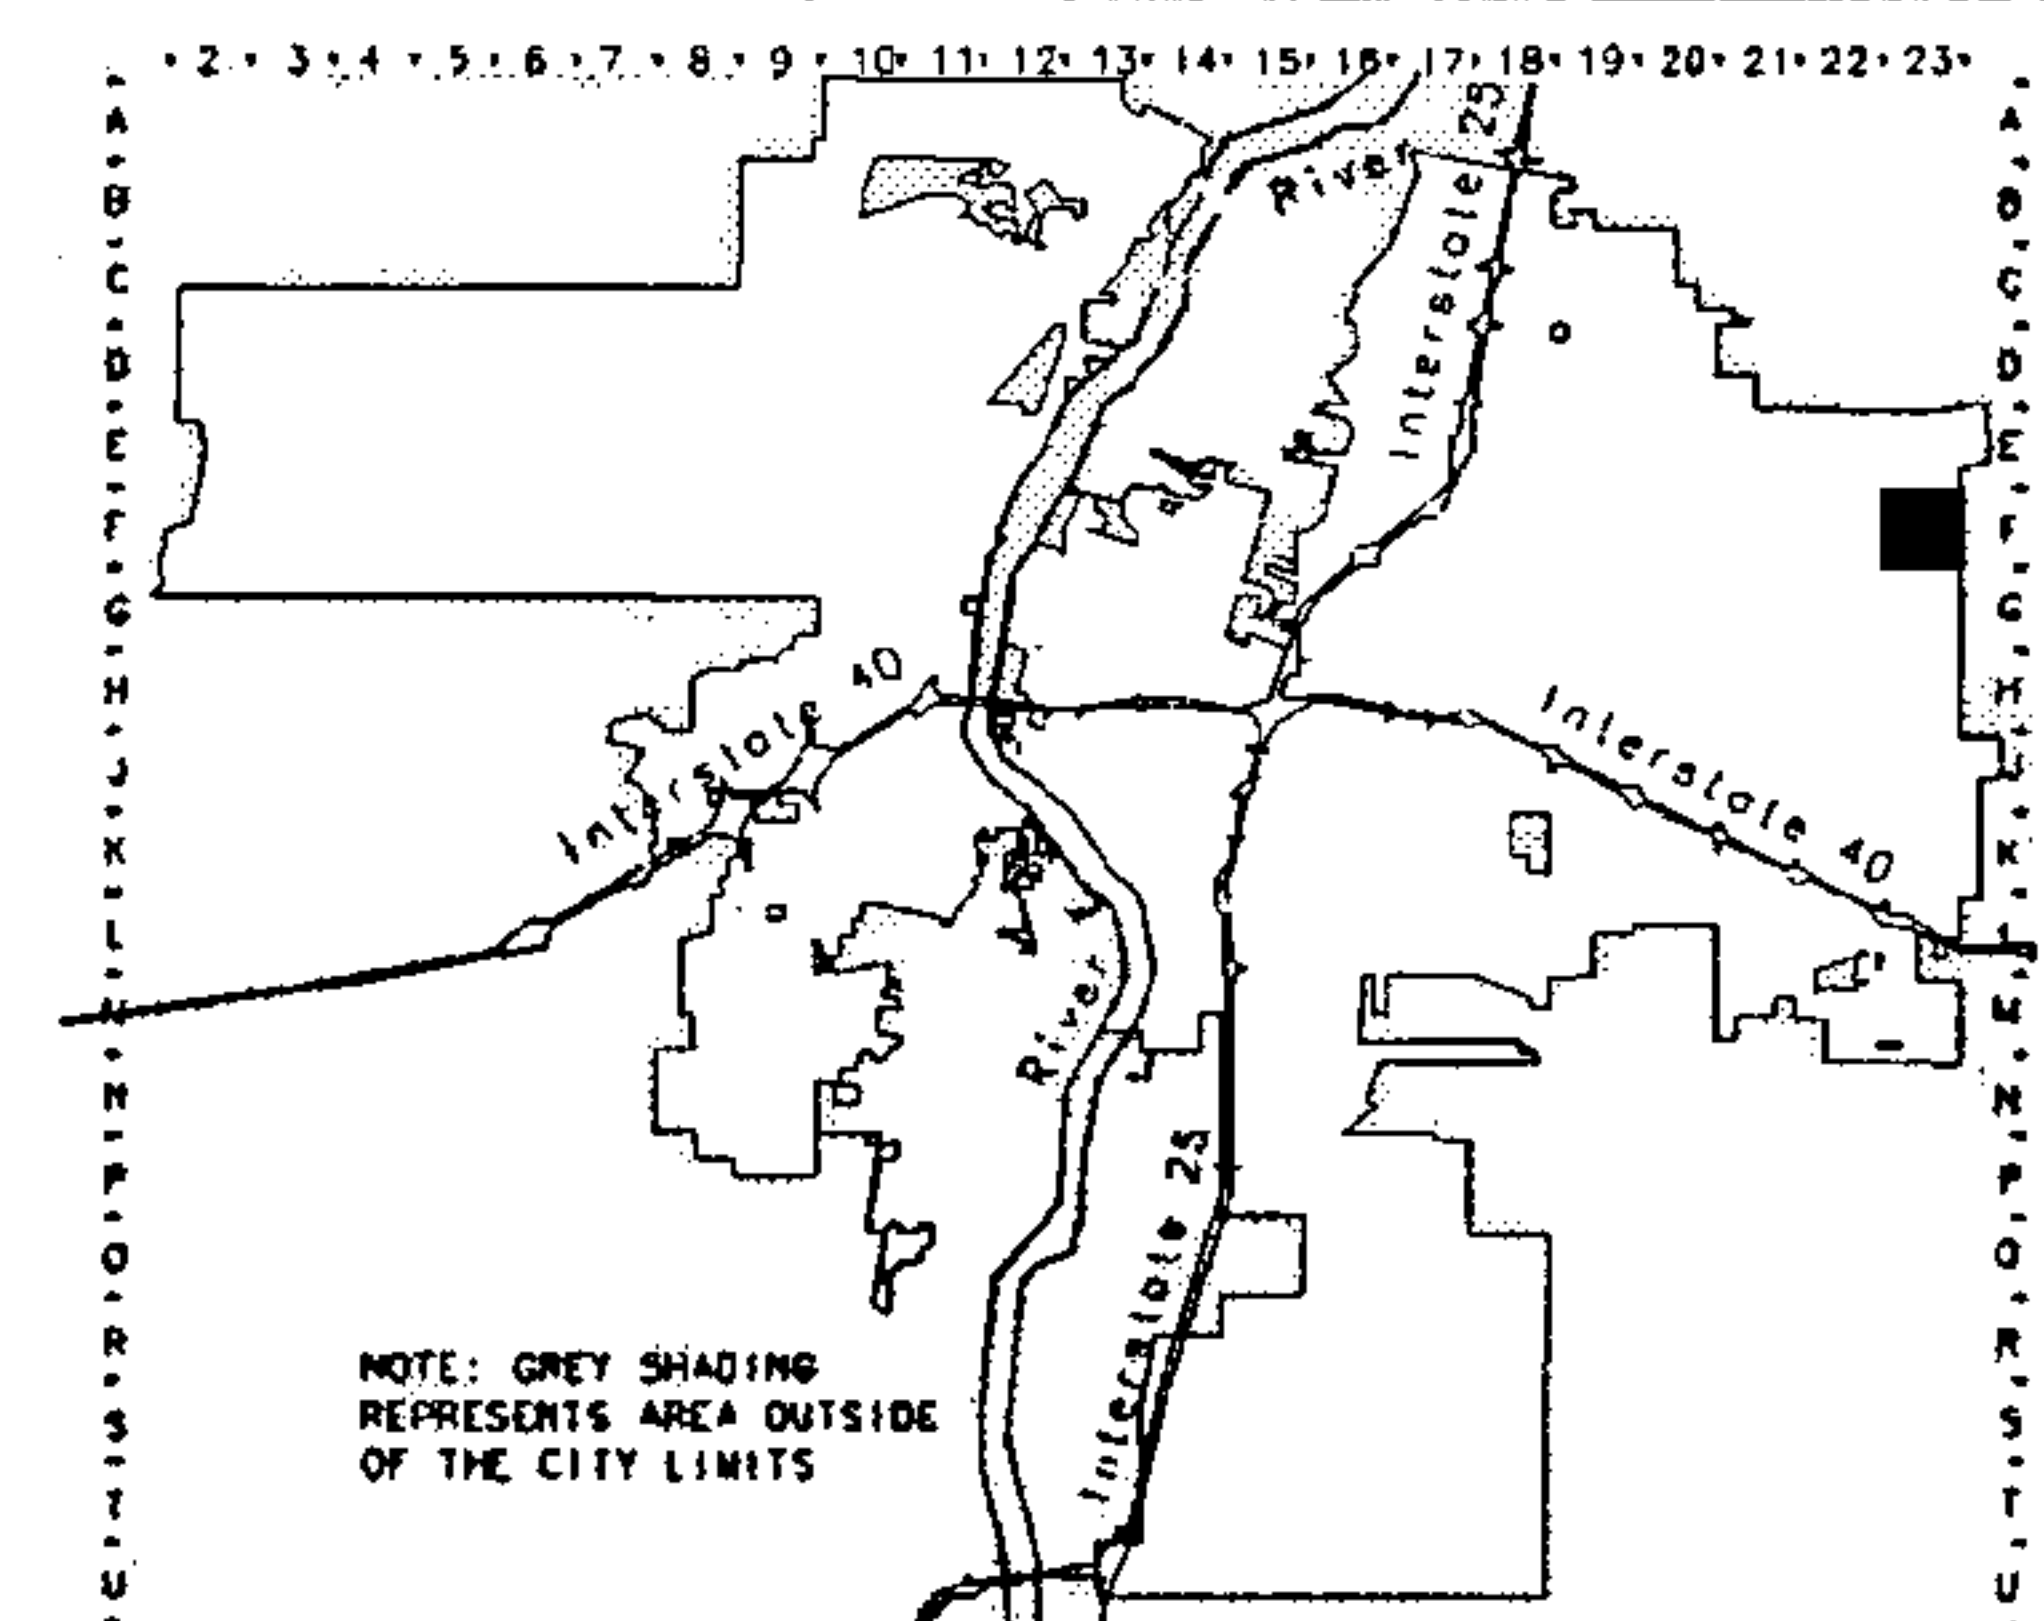 2 · 3 · 4 · 5 · 6 · 7 · 8 · 9 · 10 · 11 · 12 · 13 · 14 · 15 · 16 · 17 · 18 · 19 · 20 · 21 · 22 · 23
A
B
C
D
E
F
G
H
J
K
L
M
N
P
Q
R
S
T
U
A
B
C
D
E
F
G
H
J
K
L
M
N
P
Q
R
S
T
U
River
Interstate 25
Interstate 40
Interstate 40
River
Interstate 25
NOTE: GREY SHADING
REPRESENTS AREA OUTSIDE
OF THE CITY LIMITS